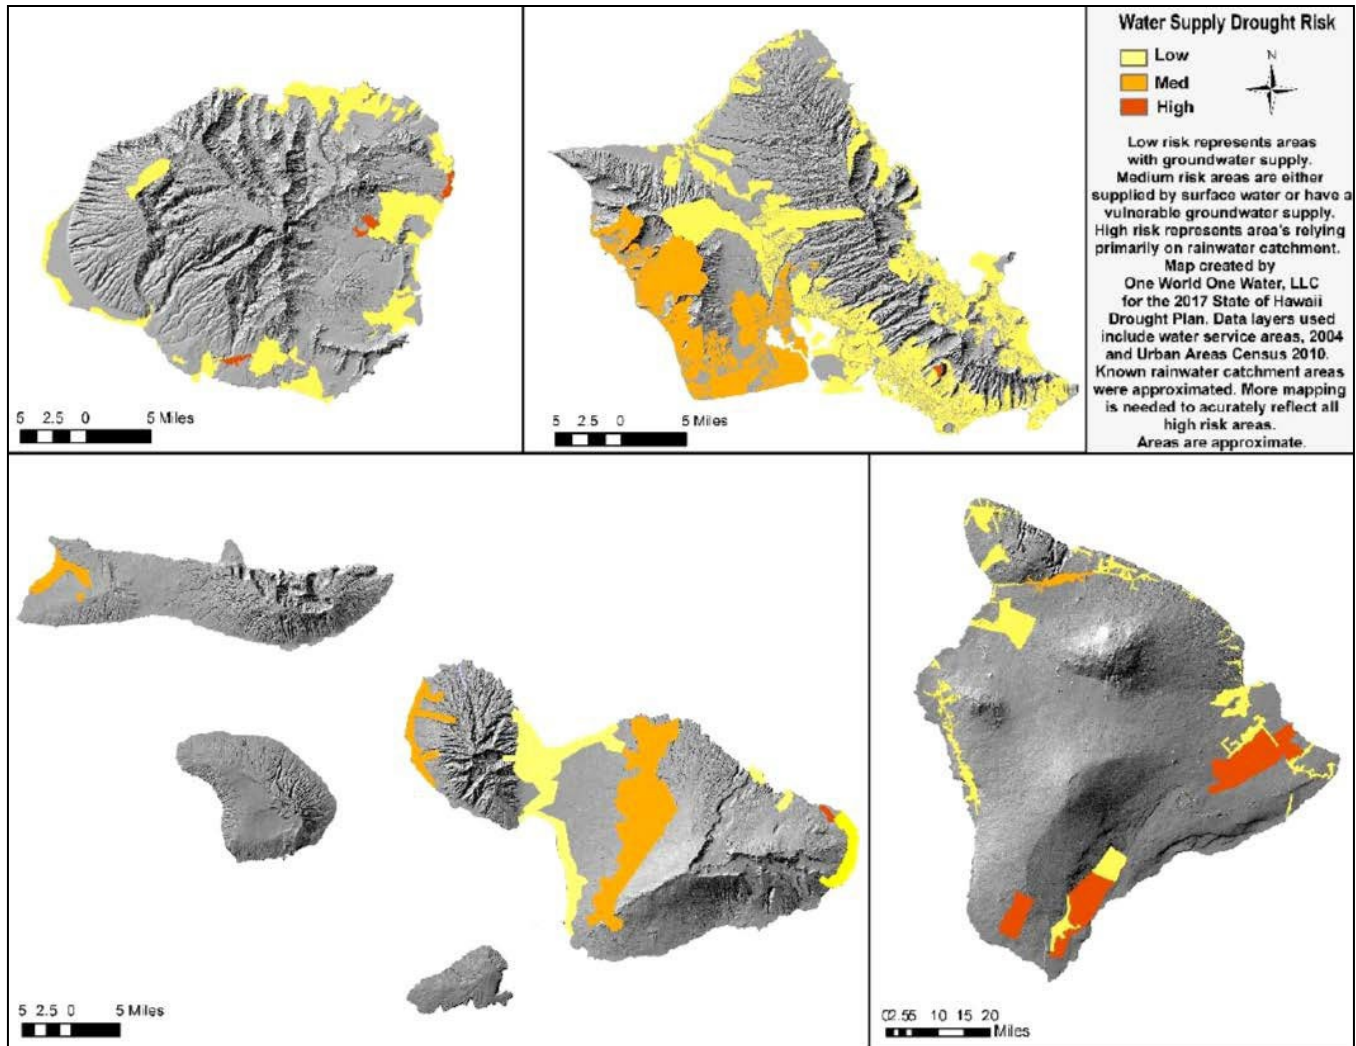 Water Supply Drought Risk
Low
Med
High
N
Low risk represents areas
with groundwater supply.
Medium risk areas are either
supplied by surface water or have a
vulnerable groundwater supply.
High risk represents area's relying
primarily on rainwater catchment.
Map created by
One World One Water, LLC
for the 2017 State of Hawaii
Drought Plan. Data layers used
include water service areas, 2004
and Urban Areas Census 2010.
Known rainwater catchment areas
were approximated. More mapping
is needed to acurately reflect all
high risk areas.
Areas are approximate.
5 2.5 0 5 Miles
5 2.5 0 5 Miles
5 2.5 0 5 Miles
02.55 10 15 20
Miles